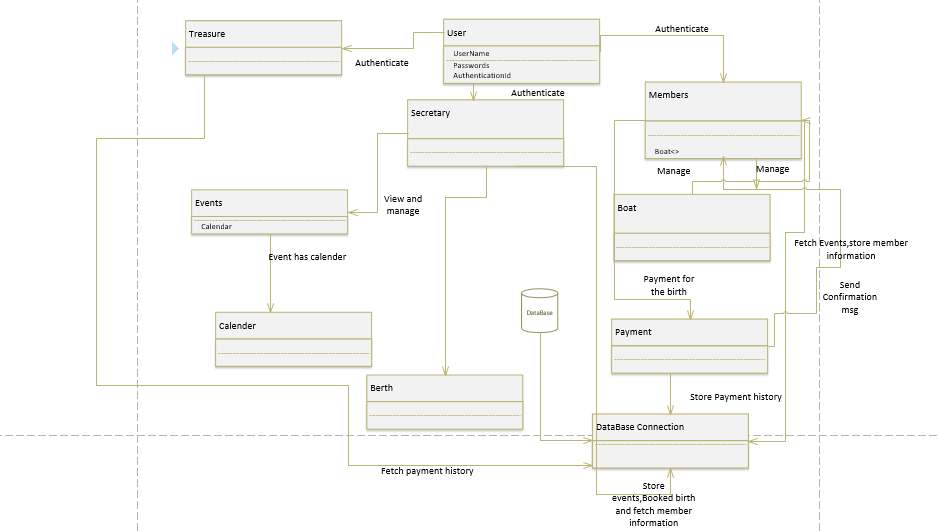 Treasure
User
UserName
Passwords
AuthenticationId
Authenticate
Authenticate
Authenticate
Secretary
Members
Boat<>
Manage
Manage
Events
Calendar
View and
manage
Boat
Event has calender
Fetch Events,store member
information
Payment for
the birth
Send
Confirmation
msg
DataBase
Calender
Payment
Berth
Store Payment history
DataBase Connection
Fetch payment history
Store
events,Booked birth
and fetch member
information